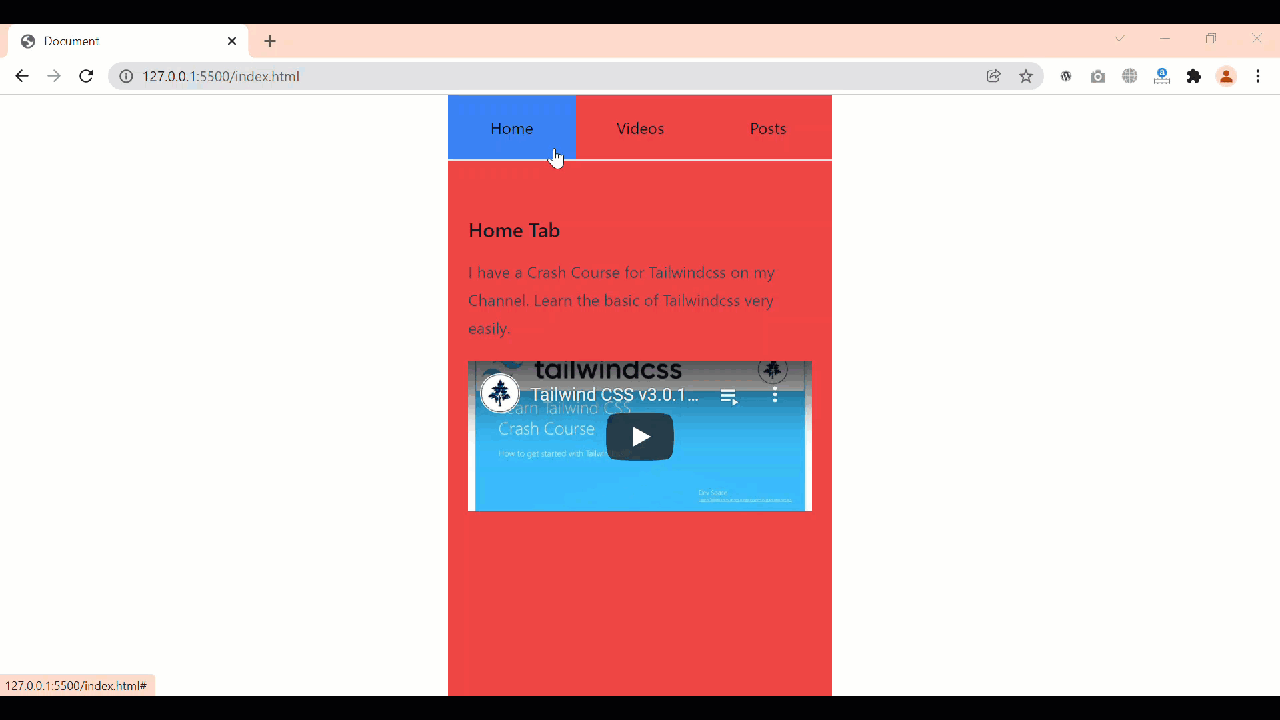 Document
127.0.0.1:5500/index.html
Home Videos Posts
Home Tab
I have a Crash Course for Tailwindcss on my
Channel. Learn the basic of Tailwindcss very
easily.
tailwindcss
Tailwind CSS v3.0.1...
Learn Tailwind CSS
Crash Course
How to get started with
127.0.0.1:5500/index.html#